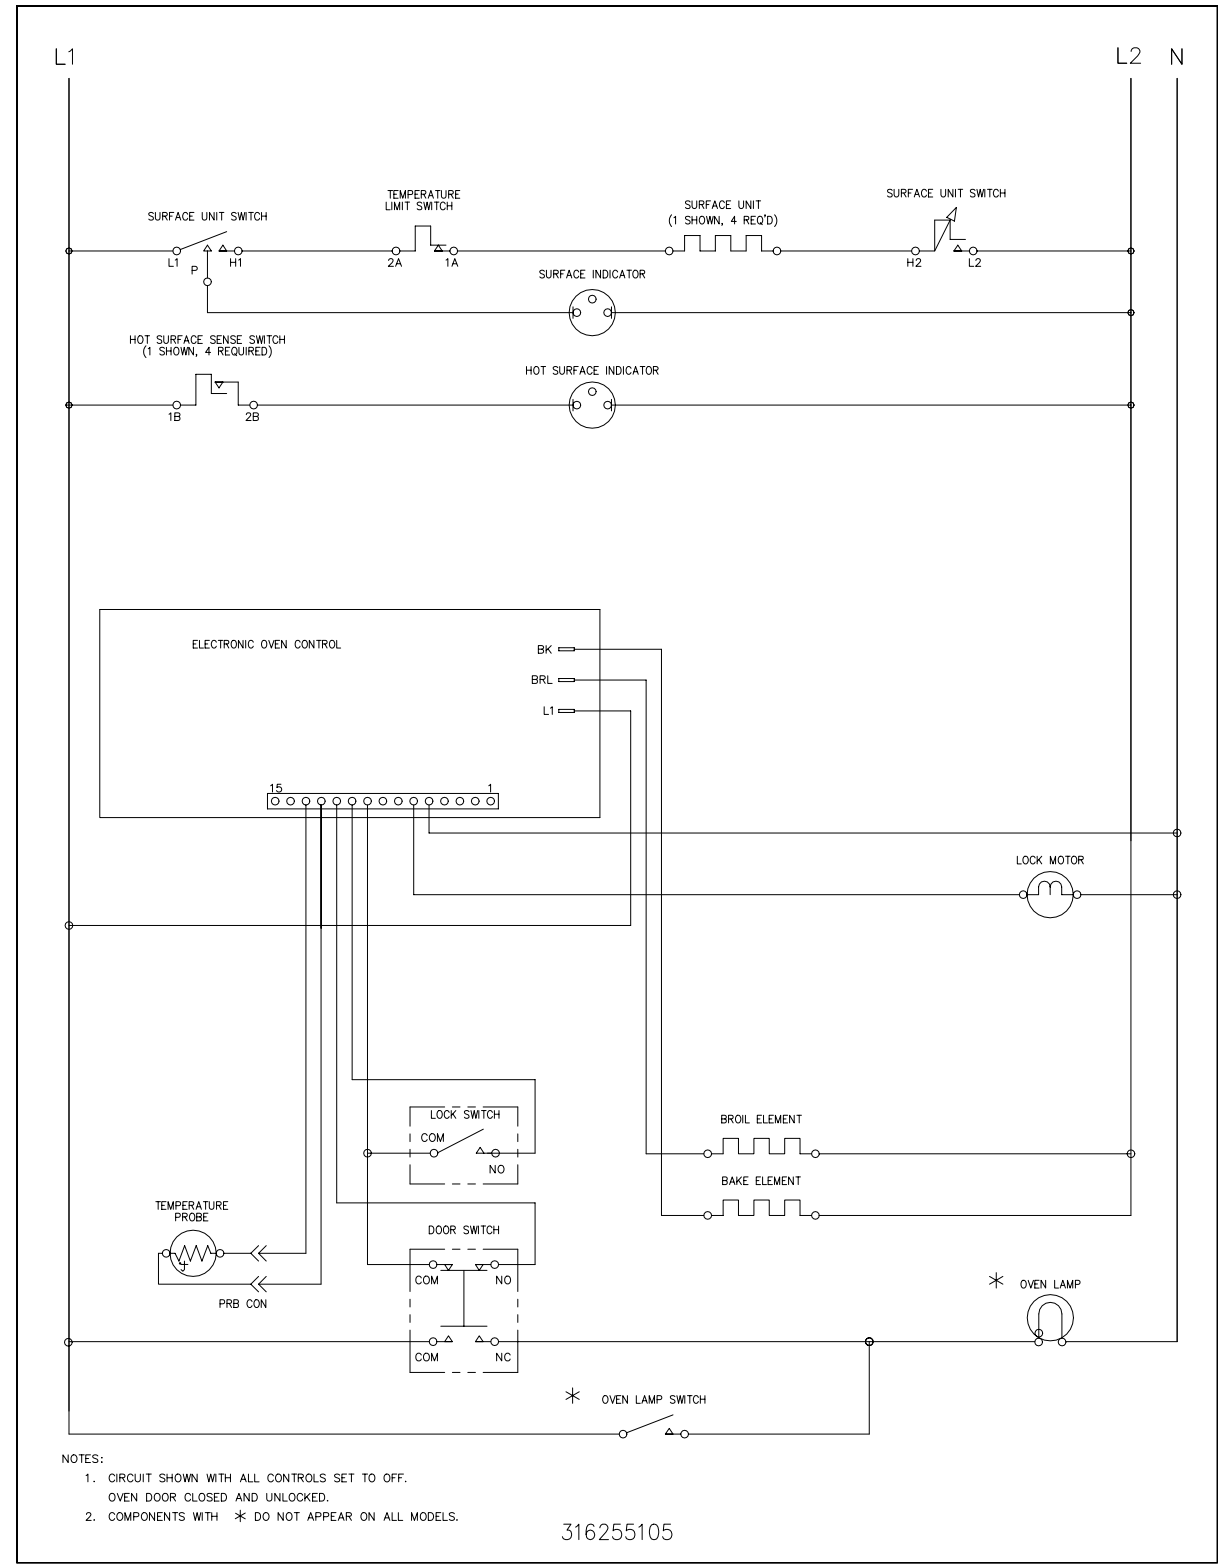 L1
L2 N
TEMPERATURE
LIMIT SWITCH
SURFACE UNIT SWITCH
SURFACE UNIT SWITCH
SURFACE UNIT
(1 SHOWN, 4 REQ'D)
L1
H1
2A
1A
H2
L2
P
SURFACE INDICATOR
HOT SURFACE SENSE SWITCH
(1 SHOWN, 4 REQUIRED)
HOT SURFACE INDICATOR
1B
2B
ELECTRONIC OVEN CONTROL
BK
BRL
L1
15
1
LOCK MOTOR
LOCK SWITCH
COM
NO
BROIL ELEMENT
BAKE ELEMENT
TEMPERATURE
PROBE
DOOR SWITCH
COM
NO
PRB CON
* OVEN LAMP
COM
NC
* OVEN LAMP SWITCH
NOTES:
1. CIRCUIT SHOWN WITH ALL CONTROLS SET TO OFF.
OVEN DOOR CLOSED AND UNLOCKED.
2. COMPONENTS WITH * DO NOT APPEAR ON ALL MODELS.
316255105